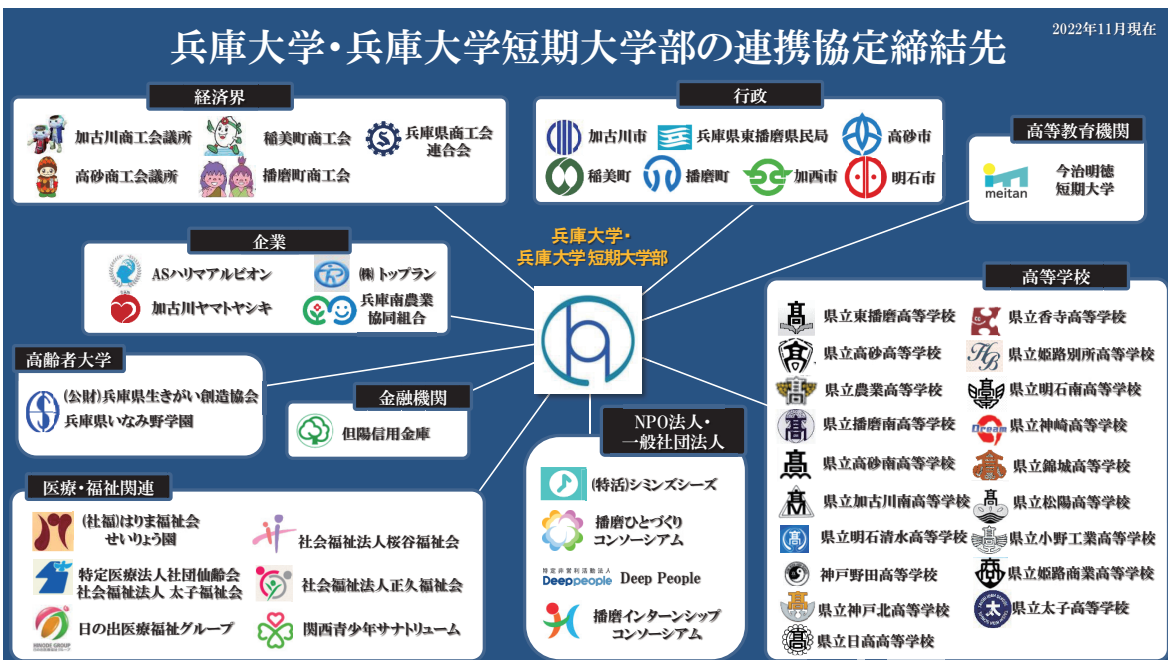 2022年11月現在
兵庫大学・兵庫大学短期大学部の連携協定締結先
経済界
加古川商工会議所
稲美町商工会
兵庫県商工会
連合会
高砂商工会議所
播磨町商工会
行政
加古川市
兵庫県東播磨県民局
高砂市
稲美町
播磨町
加西市
明石市
高等教育機関
meitan
今治明徳
短期大学
兵庫大学・
兵庫大学 短期大学部
企業
ASハリマアルビオン
㈱トップラン
加古川ヤマトヤシキ
兵庫南農業
協同組合
高齢者大学
(公財)兵庫県生きがい創造協会
兵庫県いなみ野学園
金融機関
但陽信用金庫
医療・福祉関連
(社福)はりま福祉会
せいりょう園
社会福祉法人桜谷福祉会
特定医療法人社団仙齢会
社会福祉法人 太子福祉会
社会福祉法人正久福祉会
日の出医療福祉グループ
HINODE GROUP
関西青少年サナトリューム
NPO法人・
一般社団法人
(特活)シミンズシーズ
播磨ひとづくり
コンソーシアム
特定非営利活動法人
Deeppeople
Deep People
播磨インターンシップ
コンソーシアム
高等学校
県立東播磨高等学校
県立香寺高等学校
県立高砂高等学校
県立姫路別所高等学校
県立農業高等学校
県立明石南高等学校
県立播磨南高等学校
Dream
県立神崎高等学校
県立高砂南高等学校
県立錦城高等学校
県立加古川南高等学校
県立松陽高等学校
県立明石清水高等学校
県立小野工業高等学校
神戸野田高等学校
県立姫路商業高等学校
県立神戸北高等学校
県立太子高等学校
県立日高高等学校